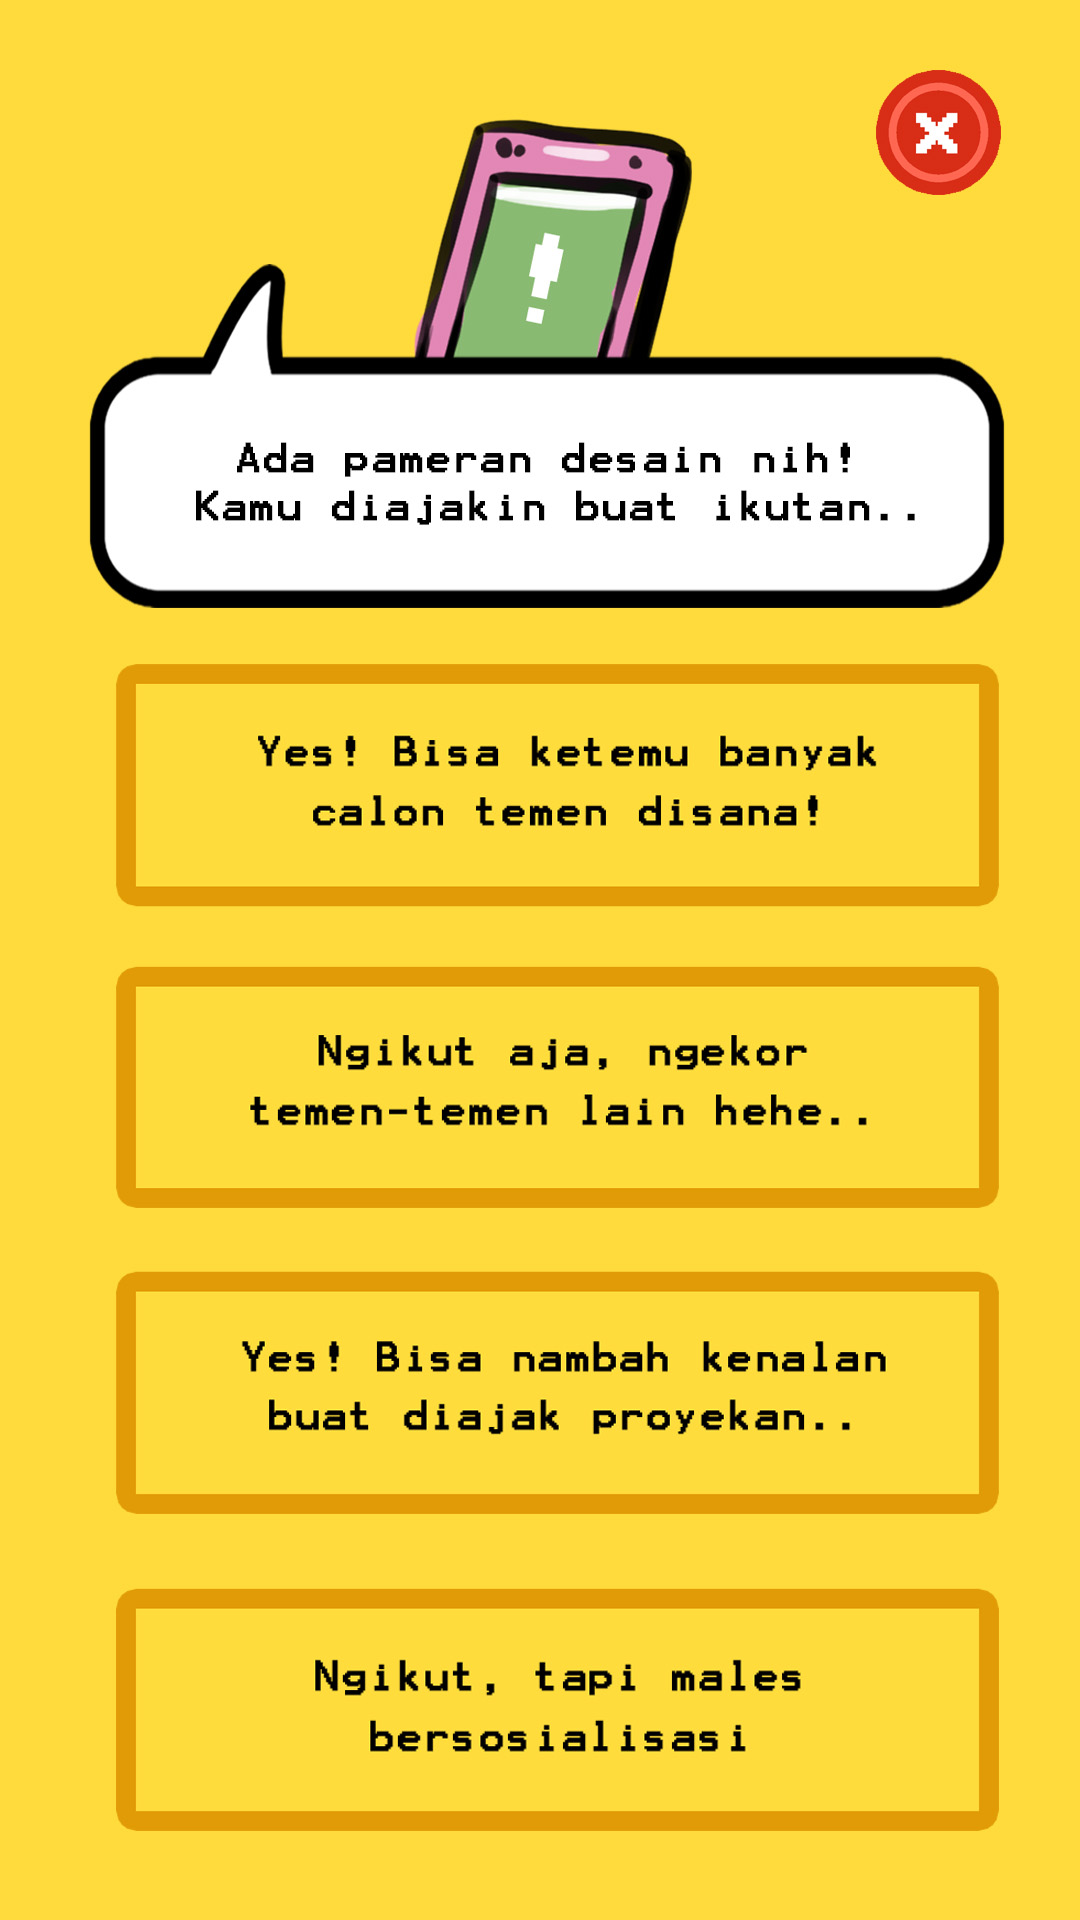 !
Ada pameran desain nih!
Kamu diajakin buat ikutan..
Yes! Bisa ketemu banyak
calon temen disana!
Ngikut aja, ngekor
temen-temen lain hehe..
Yes! Bisa nambah kenalan
buat diajak proyekan..
Ngikut, tapi males
bersosialisasi